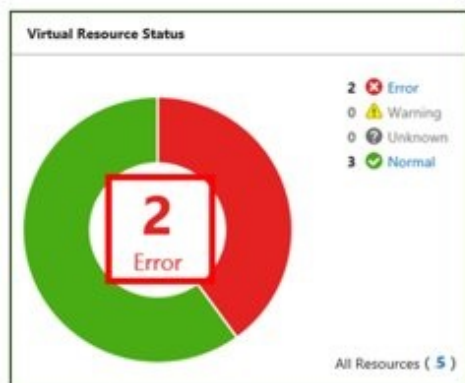 Virtual Resource Status
2 Error
0 Warning
0 Unknown
3 Normal
2
Error
All Resources ( 5 )